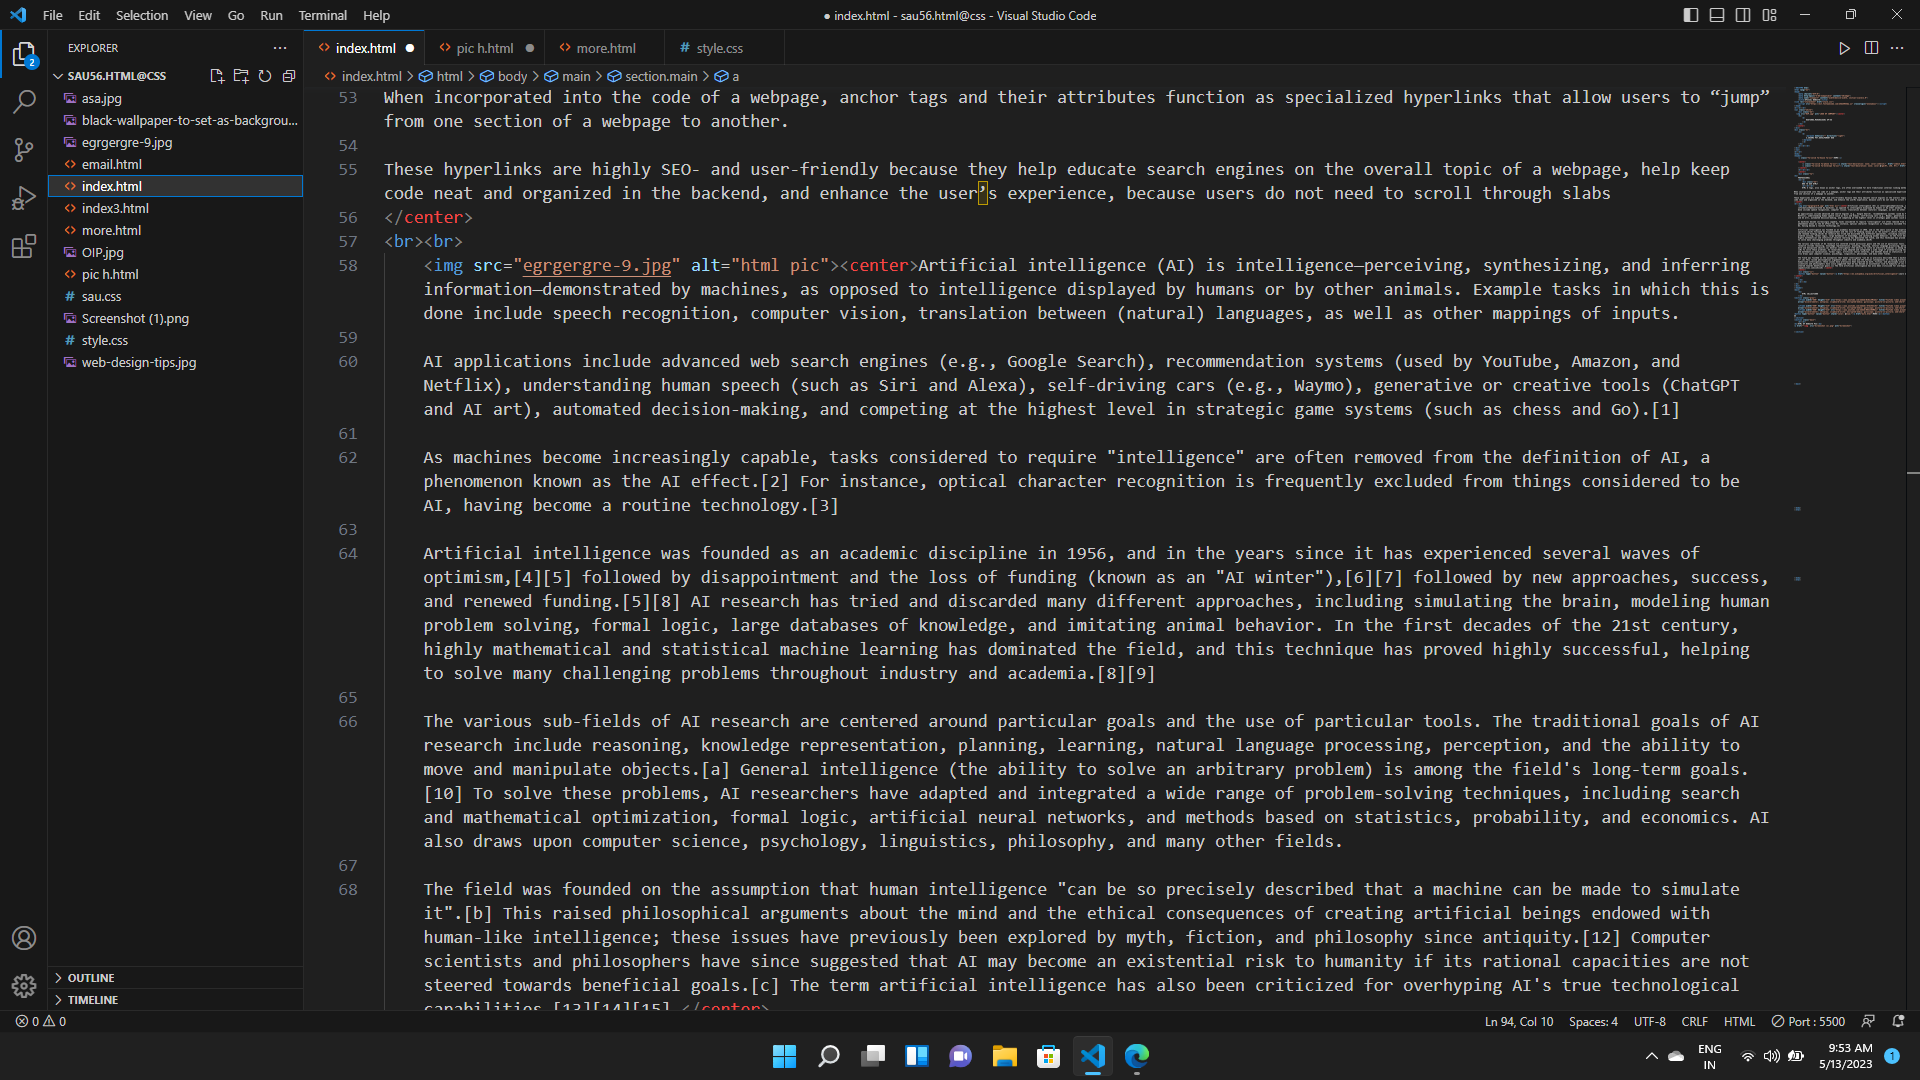 File Edit Selection View Go Run Terminal Help
● index.html - sau56.html@css - Visual Studio Code
EXPLORER
2
SAU56.HTML@CSS
asa.jpg
black-wallpaper-to-set-as-backgrou...
egrgergre-9.jpg
email.html
index.html
index3.html
more.html
OIP.jpg
pic h.html
# sau.css
Screenshot (1).png
# style.css
web-design-tips.jpg
OUTLINE
TIMELINE
index.html ● pic h.html ● more.html # style.css
index.html > html > body > main > section.main > a
53 When incorporated into the code of a webpage, anchor tags and their attributes function as specialized hyperlinks that allow users to “jump”
from one section of a webpage to another.
54
55 These hyperlinks are highly SEO- and user-friendly because they help educate search engines on the overall topic of a webpage, help keep
code neat and organized in the backend, and enhance the user’s experience, because users do not need to scroll through slabs
56 </center>
57 <br><br>
58 <img src="egrgergre-9.jpg" alt="html pic"><center>Artificial intelligence (AI) is intelligence—perceiving, synthesizing, and inferring
information—demonstrated by machines, as opposed to intelligence displayed by humans or by other animals. Example tasks in which this is
done include speech recognition, computer vision, translation between (natural) languages, as well as other mappings of inputs.
59
60 AI applications include advanced web search engines (e.g., Google Search), recommendation systems (used by YouTube, Amazon, and
Netflix), understanding human speech (such as Siri and Alexa), self-driving cars (e.g., Waymo), generative or creative tools (ChatGPT
and AI art), automated decision-making, and competing at the highest level in strategic game systems (such as chess and Go).[1]
61
62 As machines become increasingly capable, tasks considered to require "intelligence" are often removed from the definition of AI, a
phenomenon known as the AI effect.[2] For instance, optical character recognition is frequently excluded from things considered to be
AI, having become a routine technology.[3]
63
64 Artificial intelligence was founded as an academic discipline in 1956, and in the years since it has experienced several waves of
optimism,[4][5] followed by disappointment and the loss of funding (known as an "AI winter"),[6][7] followed by new approaches, success,
and renewed funding.[5][8] AI research has tried and discarded many different approaches, including simulating the brain, modeling human
problem solving, formal logic, large databases of knowledge, and imitating animal behavior. In the first decades of the 21st century,
highly mathematical and statistical machine learning has dominated the field, and this technique has proved highly successful, helping
to solve many challenging problems throughout industry and academia.[8][9]
65
66 The various sub-fields of AI research are centered around particular goals and the use of particular tools. The traditional goals of AI
research include reasoning, knowledge representation, planning, learning, natural language processing, perception, and the ability to
move and manipulate objects.[a] General intelligence (the ability to solve an arbitrary problem) is among the field's long-term goals.
[10] To solve these problems, AI researchers have adapted and integrated a wide range of problem-solving techniques, including search
and mathematical optimization, formal logic, artificial neural networks, and methods based on statistics, probability, and economics. AI
also draws upon computer science, psychology, linguistics, philosophy, and many other fields.
67
68 The field was founded on the assumption that human intelligence "can be so precisely described that a machine can be made to simulate
it".[b] This raised philosophical arguments about the mind and the ethical consequences of creating artificial beings endowed with
human-like intelligence; these issues have previously been explored by myth, fiction, and philosophy since antiquity.[12] Computer
scientists and philosophers have since suggested that AI may become an existential risk to humanity if its rational capacities are not
steered towards beneficial goals.[c] The term artificial intelligence has also been criticized for overhyping AI's true technological
capabilities.[13][14][15] </center>
0 0 Ln 94, Col 10 Spaces: 4 UTF-8 CRLF HTML Port : 5500
ENG
IN
9:53 AM
5/13/2023
1